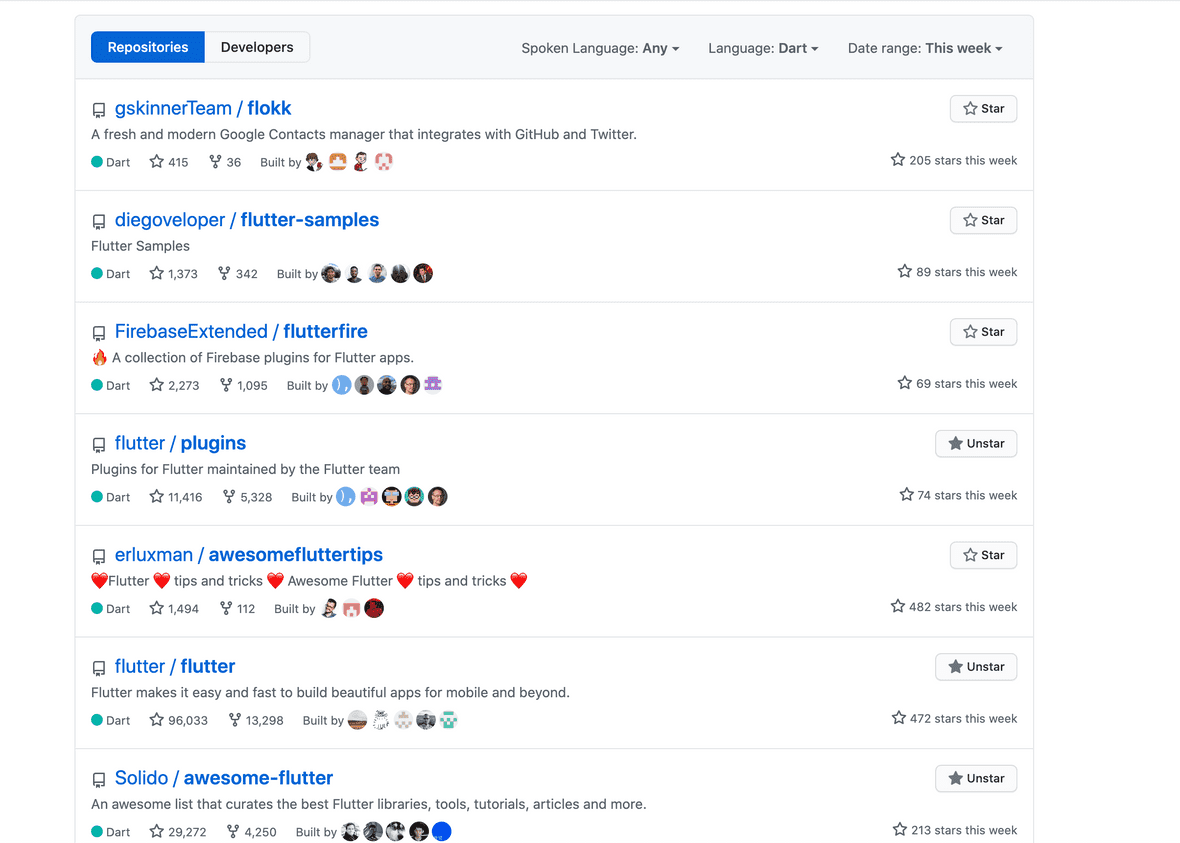 Repositories Developers Spoken Language: Any Language: Dart Date range: This week
gskinnerTeam / flokk Star
A fresh and modern Google Contacts manager that integrates with GitHub and Twitter.
Dart 415 36 Built by 205 stars this week
diegoveloper / flutter-samples Star
Flutter Samples
Dart 1,373 342 Built by 89 stars this week
FirebaseExtended / flutterfire Star
🔥 A collection of Firebase plugins for Flutter apps.
Dart 2,273 1,095 Built by 69 stars this week
flutter / plugins Unstar
Plugins for Flutter maintained by the Flutter team
Dart 11,416 5,328 Built by 74 stars this week
erluxman / awesomefluttertips Star
❤️Flutter ❤️ tips and tricks ❤️ Awesome Flutter ❤️ tips and tricks ❤️
Dart 1,494 112 Built by 482 stars this week
flutter / flutter Unstar
Flutter makes it easy and fast to build beautiful apps for mobile and beyond.
Dart 96,033 13,298 Built by 472 stars this week
Solido / awesome-flutter Unstar
An awesome list that curates the best Flutter libraries, tools, tutorials, articles and more.
Dart 29,272 4,250 Built by 213 stars this week